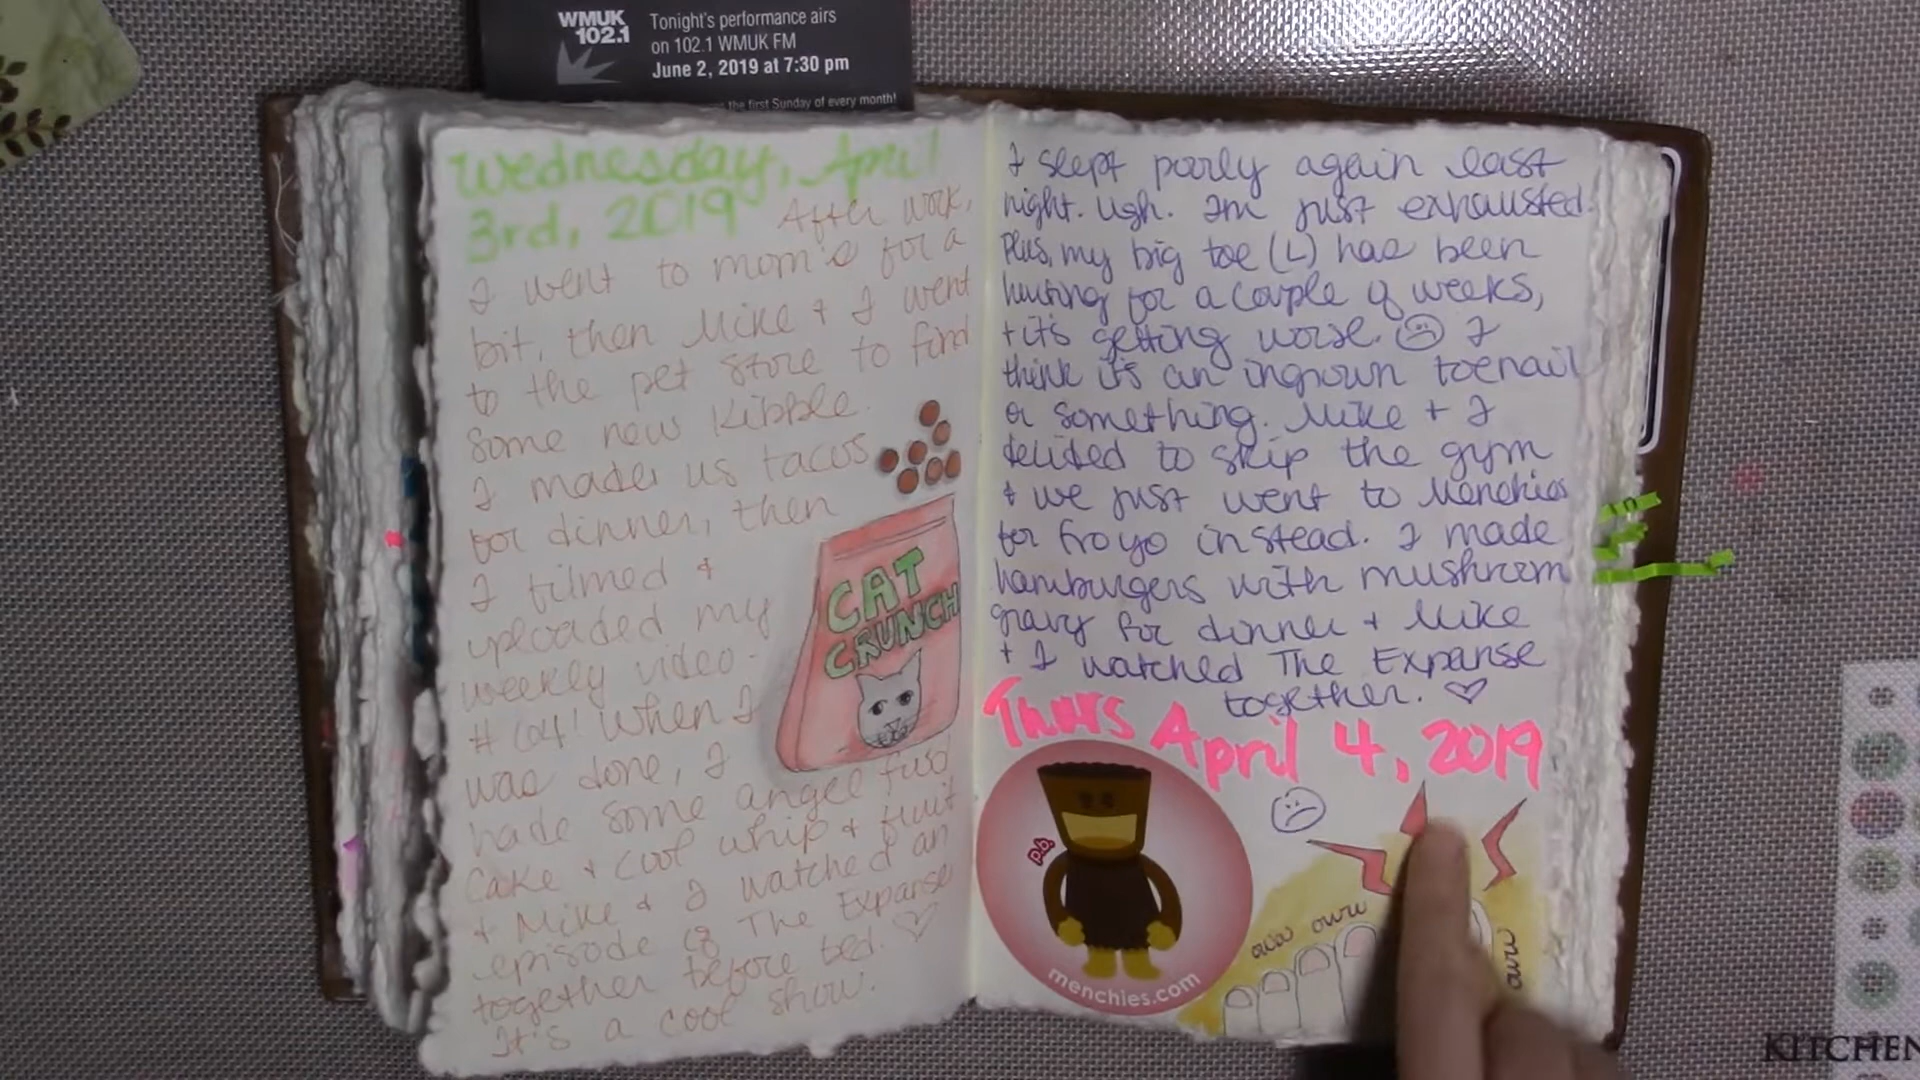 WMUK
102.1
Tonight's performance airs
on 102.1 WMUK FM
June 2, 2019 at 7:30 pm
the first Sunday of every month!
Wednesday, April
3rd, 2019 After work,
I went to mom's for a
bit, then Mike + I went
to the pet store to find
some new kibble.
I made us tacos
for dinner, then
I filmed +
uploaded my
weekly video -
When I
was done, I
had some angel food
cake + cool whip + fruit
+ Mike + I watched an
episode of The Expanse
together before bed. ♡
It's a cool show.
CAT
CRUNCH
I slept poorly again last
night. Ugh. Im just exhausted.
Plus, my big toe (L) has been
hurting for a couple of weeks,
+ it's getting worse. ☹ I
think it's an ingrown toenail
or something. Mike + I
decided to skip the gym
+ we just went to Menchies
for froyo instead. I made
hamburgers with mushroom
gravy for dinner + Mike
+ I watched The Expanse
together. ♡
Thurs April 4, 2019
p.b.
menchies.com
oww oww
oww
KITCHEN